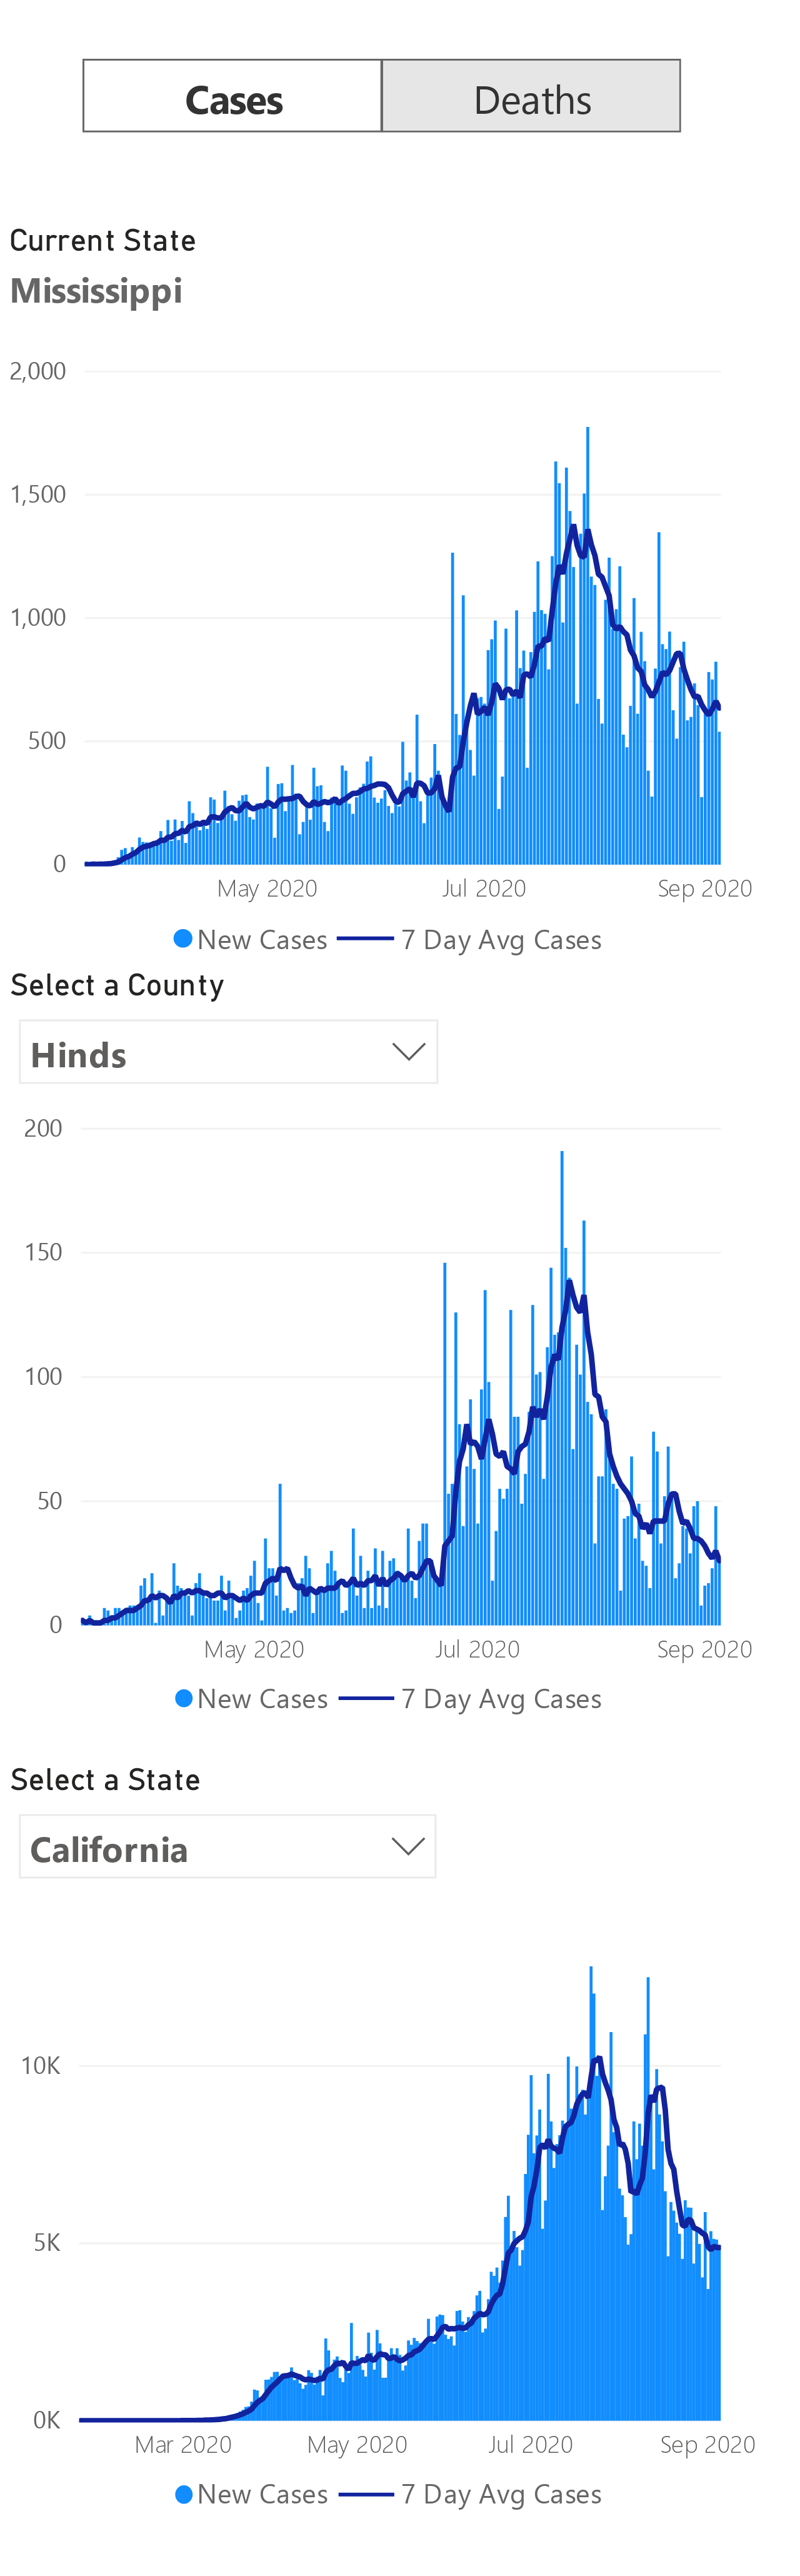 Cases Deaths
Current State
Mississippi
2,000
1,500
1,000
500
0
May 2020 Jul 2020 Sep 2020
New Cases 7 Day Avg Cases
Select a County
Hinds
200
150
100
50
0
May 2020 Jul 2020 Sep 2020
New Cases 7 Day Avg Cases
Select a State
California
10K
5K
0K
Mar 2020 May 2020 Jul 2020 Sep 2020
New Cases 7 Day Avg Cases